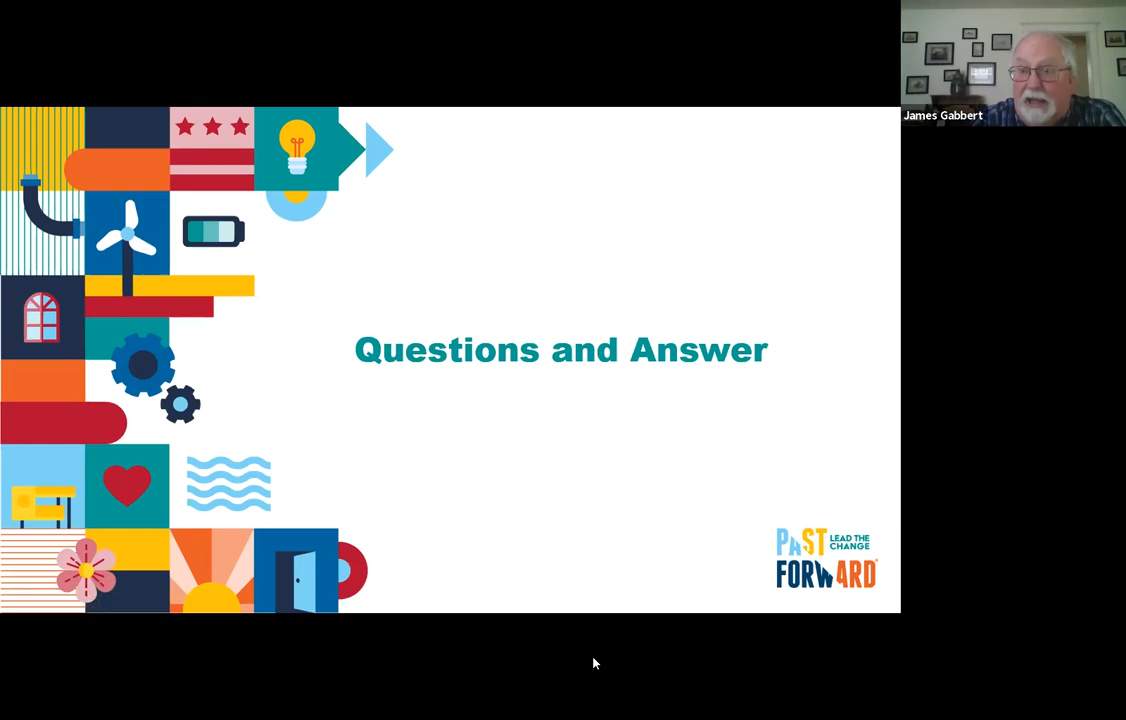 James Gabbert
Questions and Answer
PAST LEAD THE
CHANGE
FORWARD